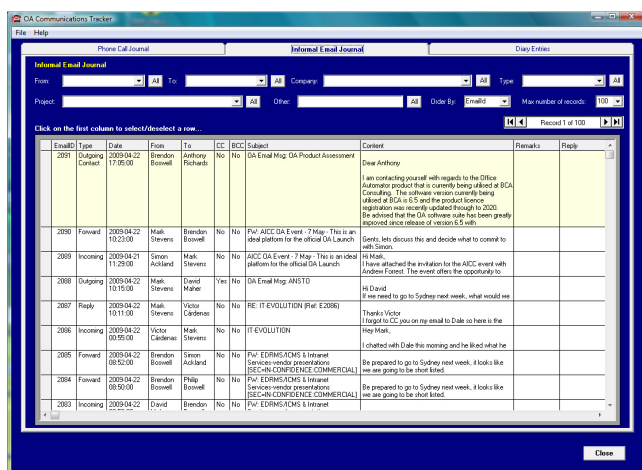 OA Communications Tracker
File Help
Phone Call Journal Informal Email Journal Diary Entries
Informal Email Journal
From: All To: All Company: All Type: All
Project: All Other: All Order By: EmailId Max number of records: 100
Click on the first column to select/deselect a row... Record 1 of 100
EmailID Type Date From To CC BCC Subject Content Remarks Reply
2091 Outgoing Contact 2009-04-22 17:05:00 Brendon Boswell Anthony Richards No No OA Email Msg: OA Product Assessment
Dear Anthony
I am contacting yourself with regards to the Office
Automator product that is currently being utilised at BCA
Consulting. The software version currently being
utilised at BCA is 6.5 and the product licence
registration was recently updated through to 2020.
Be advised that the OA software suite has been greatly
improved since release of version 6.5 with
2090 Forward 2009-04-22 10:23:00 Mark Stevens Brendon Boswell No No FW: AICC OA Event - 7 May - This is an ideal platform for the official OA Launch
Gents, lets discuss this and decide what to commit to
with Simon.
2089 Incoming 2009-04-21 11:29:00 Simon Ackland Mark Stevens No No AICC OA Event - 7 May - This is an ideal platform for the official OA Launch
Hi Mark,
I have attached the invitation for the AICC event with
Andrew Forest. The event offers the opportunity to
2088 Outgoing 2009-04-22 10:15:00 Mark Stevens David Maher Yes No OA Email Msg: ANSTO
Hi David
If we need to go to Sydney next week, what would we
2087 Reply 2009-04-22 10:11:00 Mark Stevens Victor Cárdenas No No RE: IT-EVOLUTION (Ref: E2086)
Thanks Victor
I forgot to CC you on my email to Dale so here is the
2086 Incoming 2009-04-22 00:55:00 Victor Cárdenas Mark Stevens No No IT-EVOLUTION
Hey Mark,
I chatted with Dale this morning and he liked what he
2085 Forward 2009-04-22 08:52:00 Brendon Boswell Simon Ackland No No FW: EDRMS/ICMS & Intranet Services-vendor presentations [SEC=IN-CONFIDENCE:COMMERCIAL]
Be prepared to go to Sydney next week, it looks like
we are going to be short listed.
2084 Forward 2009-04-22 08:50:00 Brendon Boswell Philip Boswell No No FW: EDRMS/ICMS & Intranet Services-vendor presentations [SEC=IN-CONFIDENCE:COMMERCIAL]
Be prepared to go to Sydney next week, it looks like
we are going to be short listed.
2083 Incoming 2009-04-22 David Brendon No No FW: EDRMS/ICMS & Intranet
Close